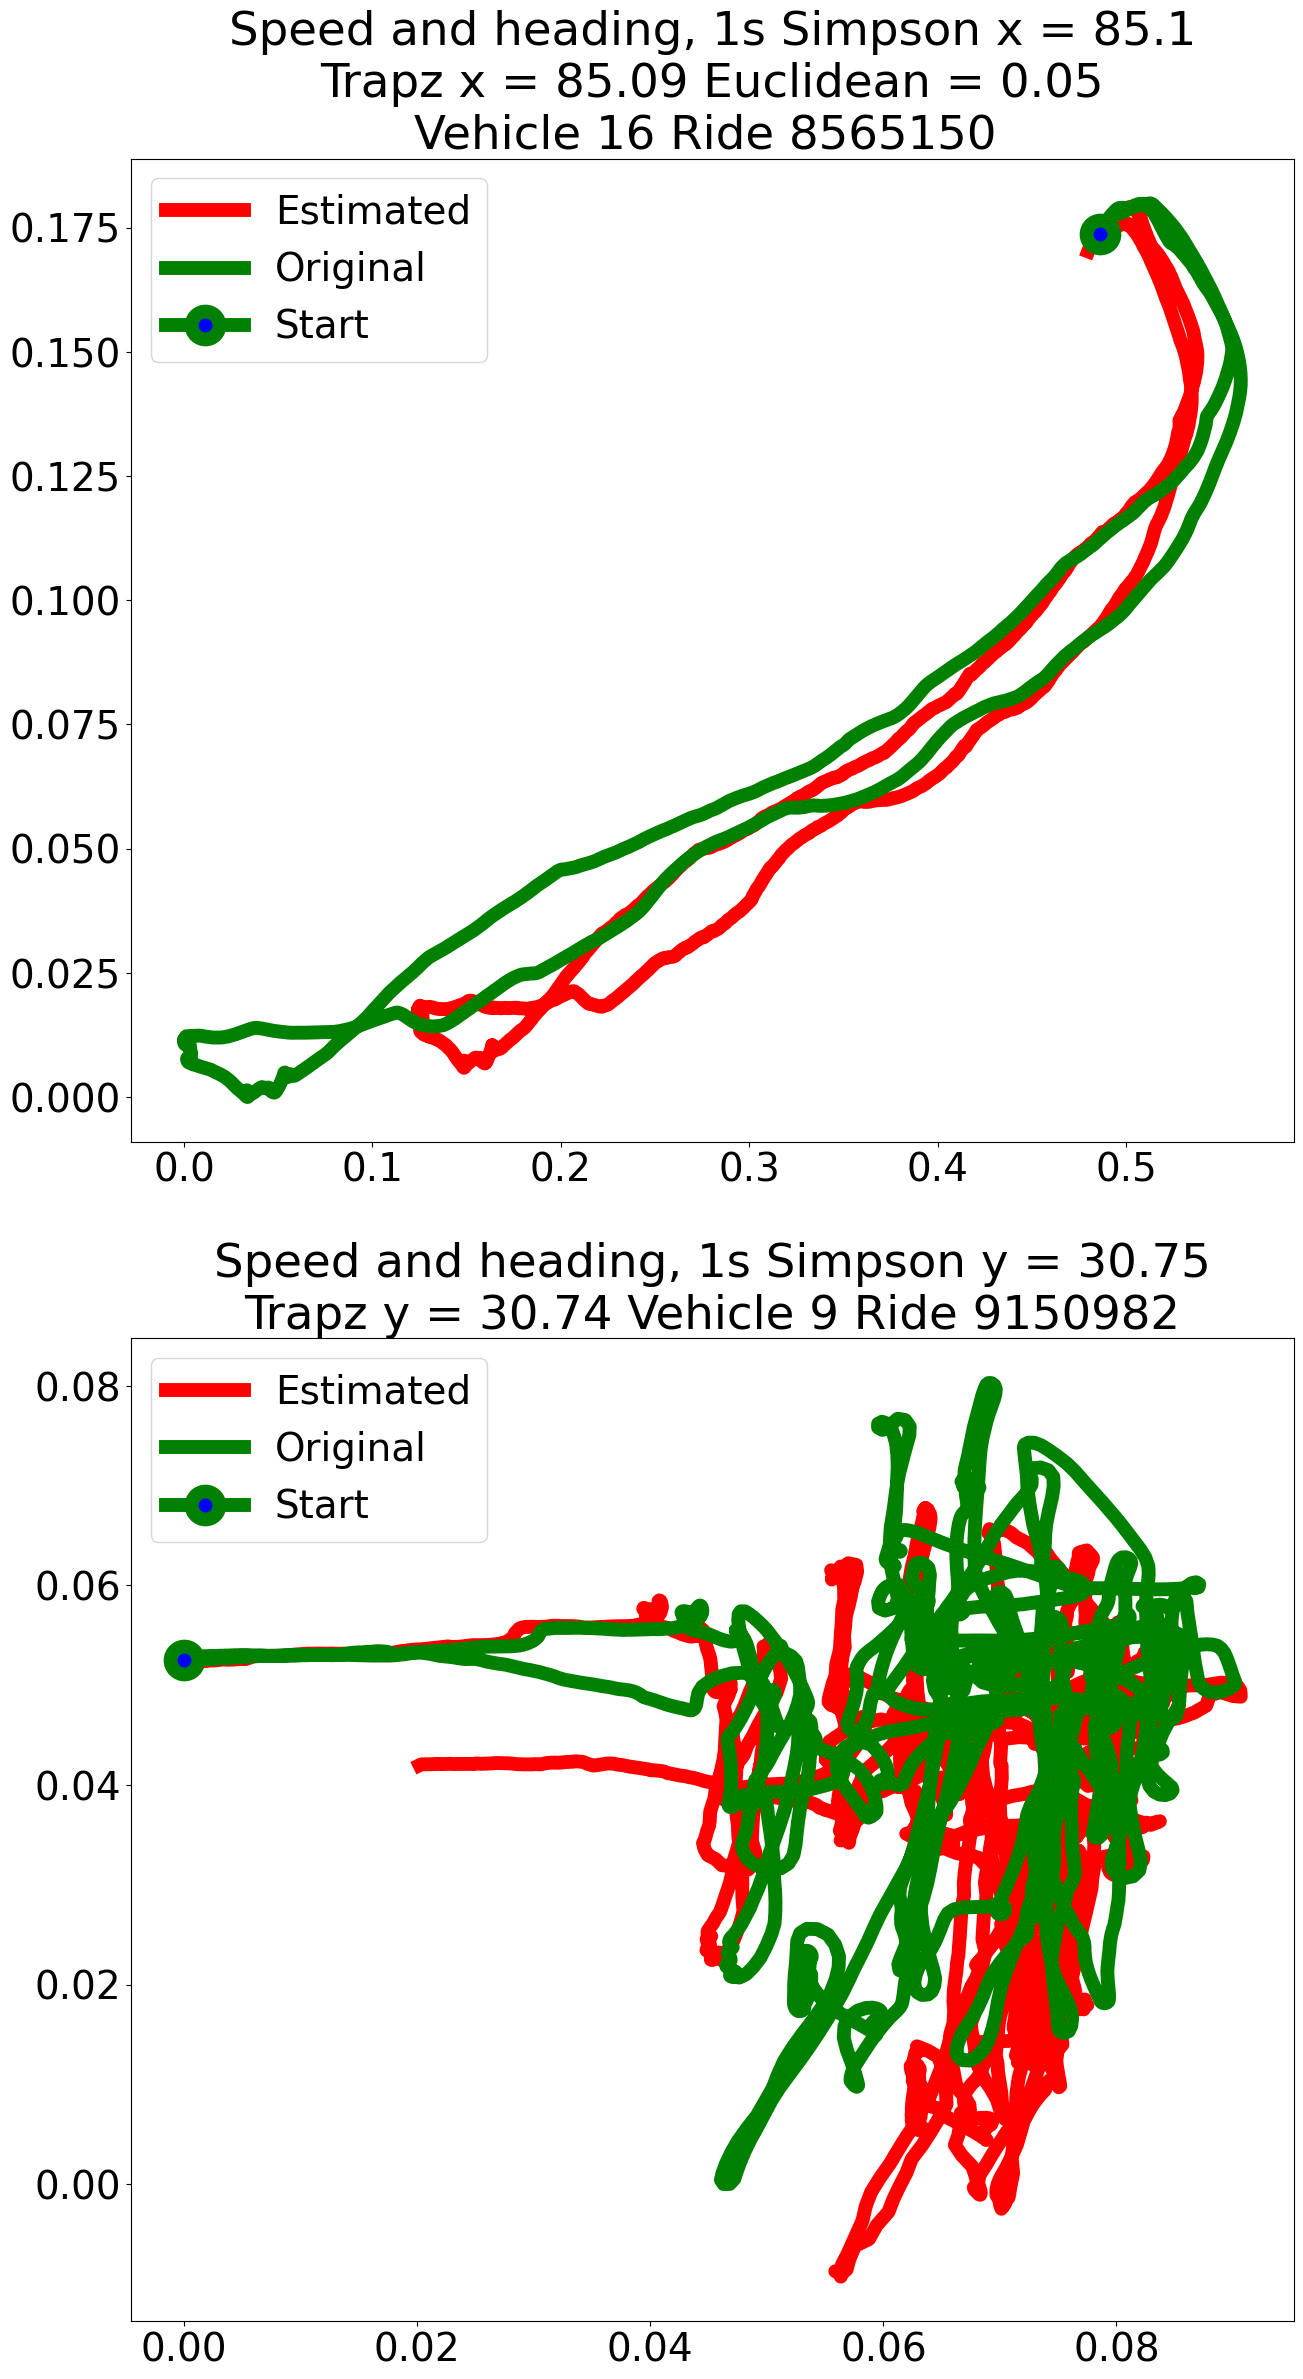 Speed and heading, 1s Simpson x = 85.1
Trapz x = 85.09 Euclidean = 0.05
Vehicle 16 Ride 8565150
Estimated
Original
Start
0.175
0.150
0.125
0.100
0.075
0.050
0.025
0.000
0.0 0.1 0.2 0.3 0.4 0.5
Speed and heading, 1s Simpson y = 30.75
Trapz y = 30.74 Vehicle 9 Ride 9150982
Estimated
Original
Start
0.08
0.06
0.04
0.02
0.00
0.00 0.02 0.04 0.06 0.08